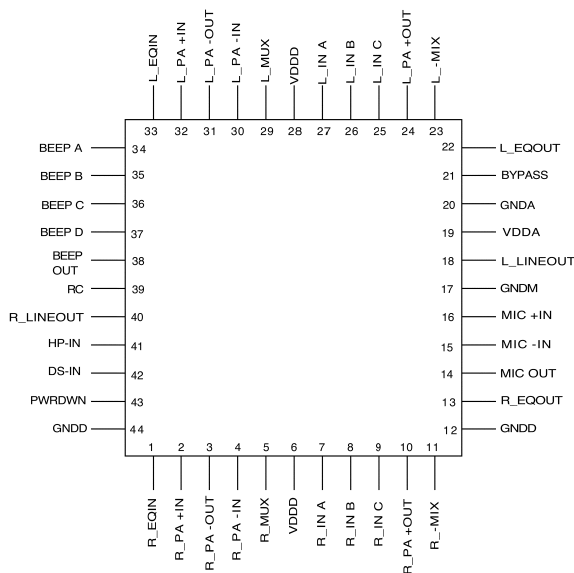 L_EQIN
L_PA +IN
L_PA -OUT
L_PA -IN
L_MUX
VDDD
L_IN A
L_IN B
L_IN C
L_PA +OUT
L_-MIX
33 32 31 30 29 28 27 26 25 24 23
BEEP A 34
BEEP B 35
BEEP C 36
BEEP D 37
BEEP
OUT 38
RC 39
R_LINEOUT 40
HP-IN 41
DS-IN 42
PWRDWN 43
GNDD 44
22 L_EQOUT
21 BYPASS
20 GNDA
19 VDDA
18 L_LINEOUT
17 GNDM
16 MIC +IN
15 MIC -IN
14 MIC OUT
13 R_EQOUT
12 GNDD
1 2 3 4 5 6 7 8 9 10 11
R_EQIN
R_PA +IN
R_PA -OUT
R_PA -IN
R_MUX
VDDD
R_IN A
R_IN B
R_IN C
R_PA +OUT
R_-MIX